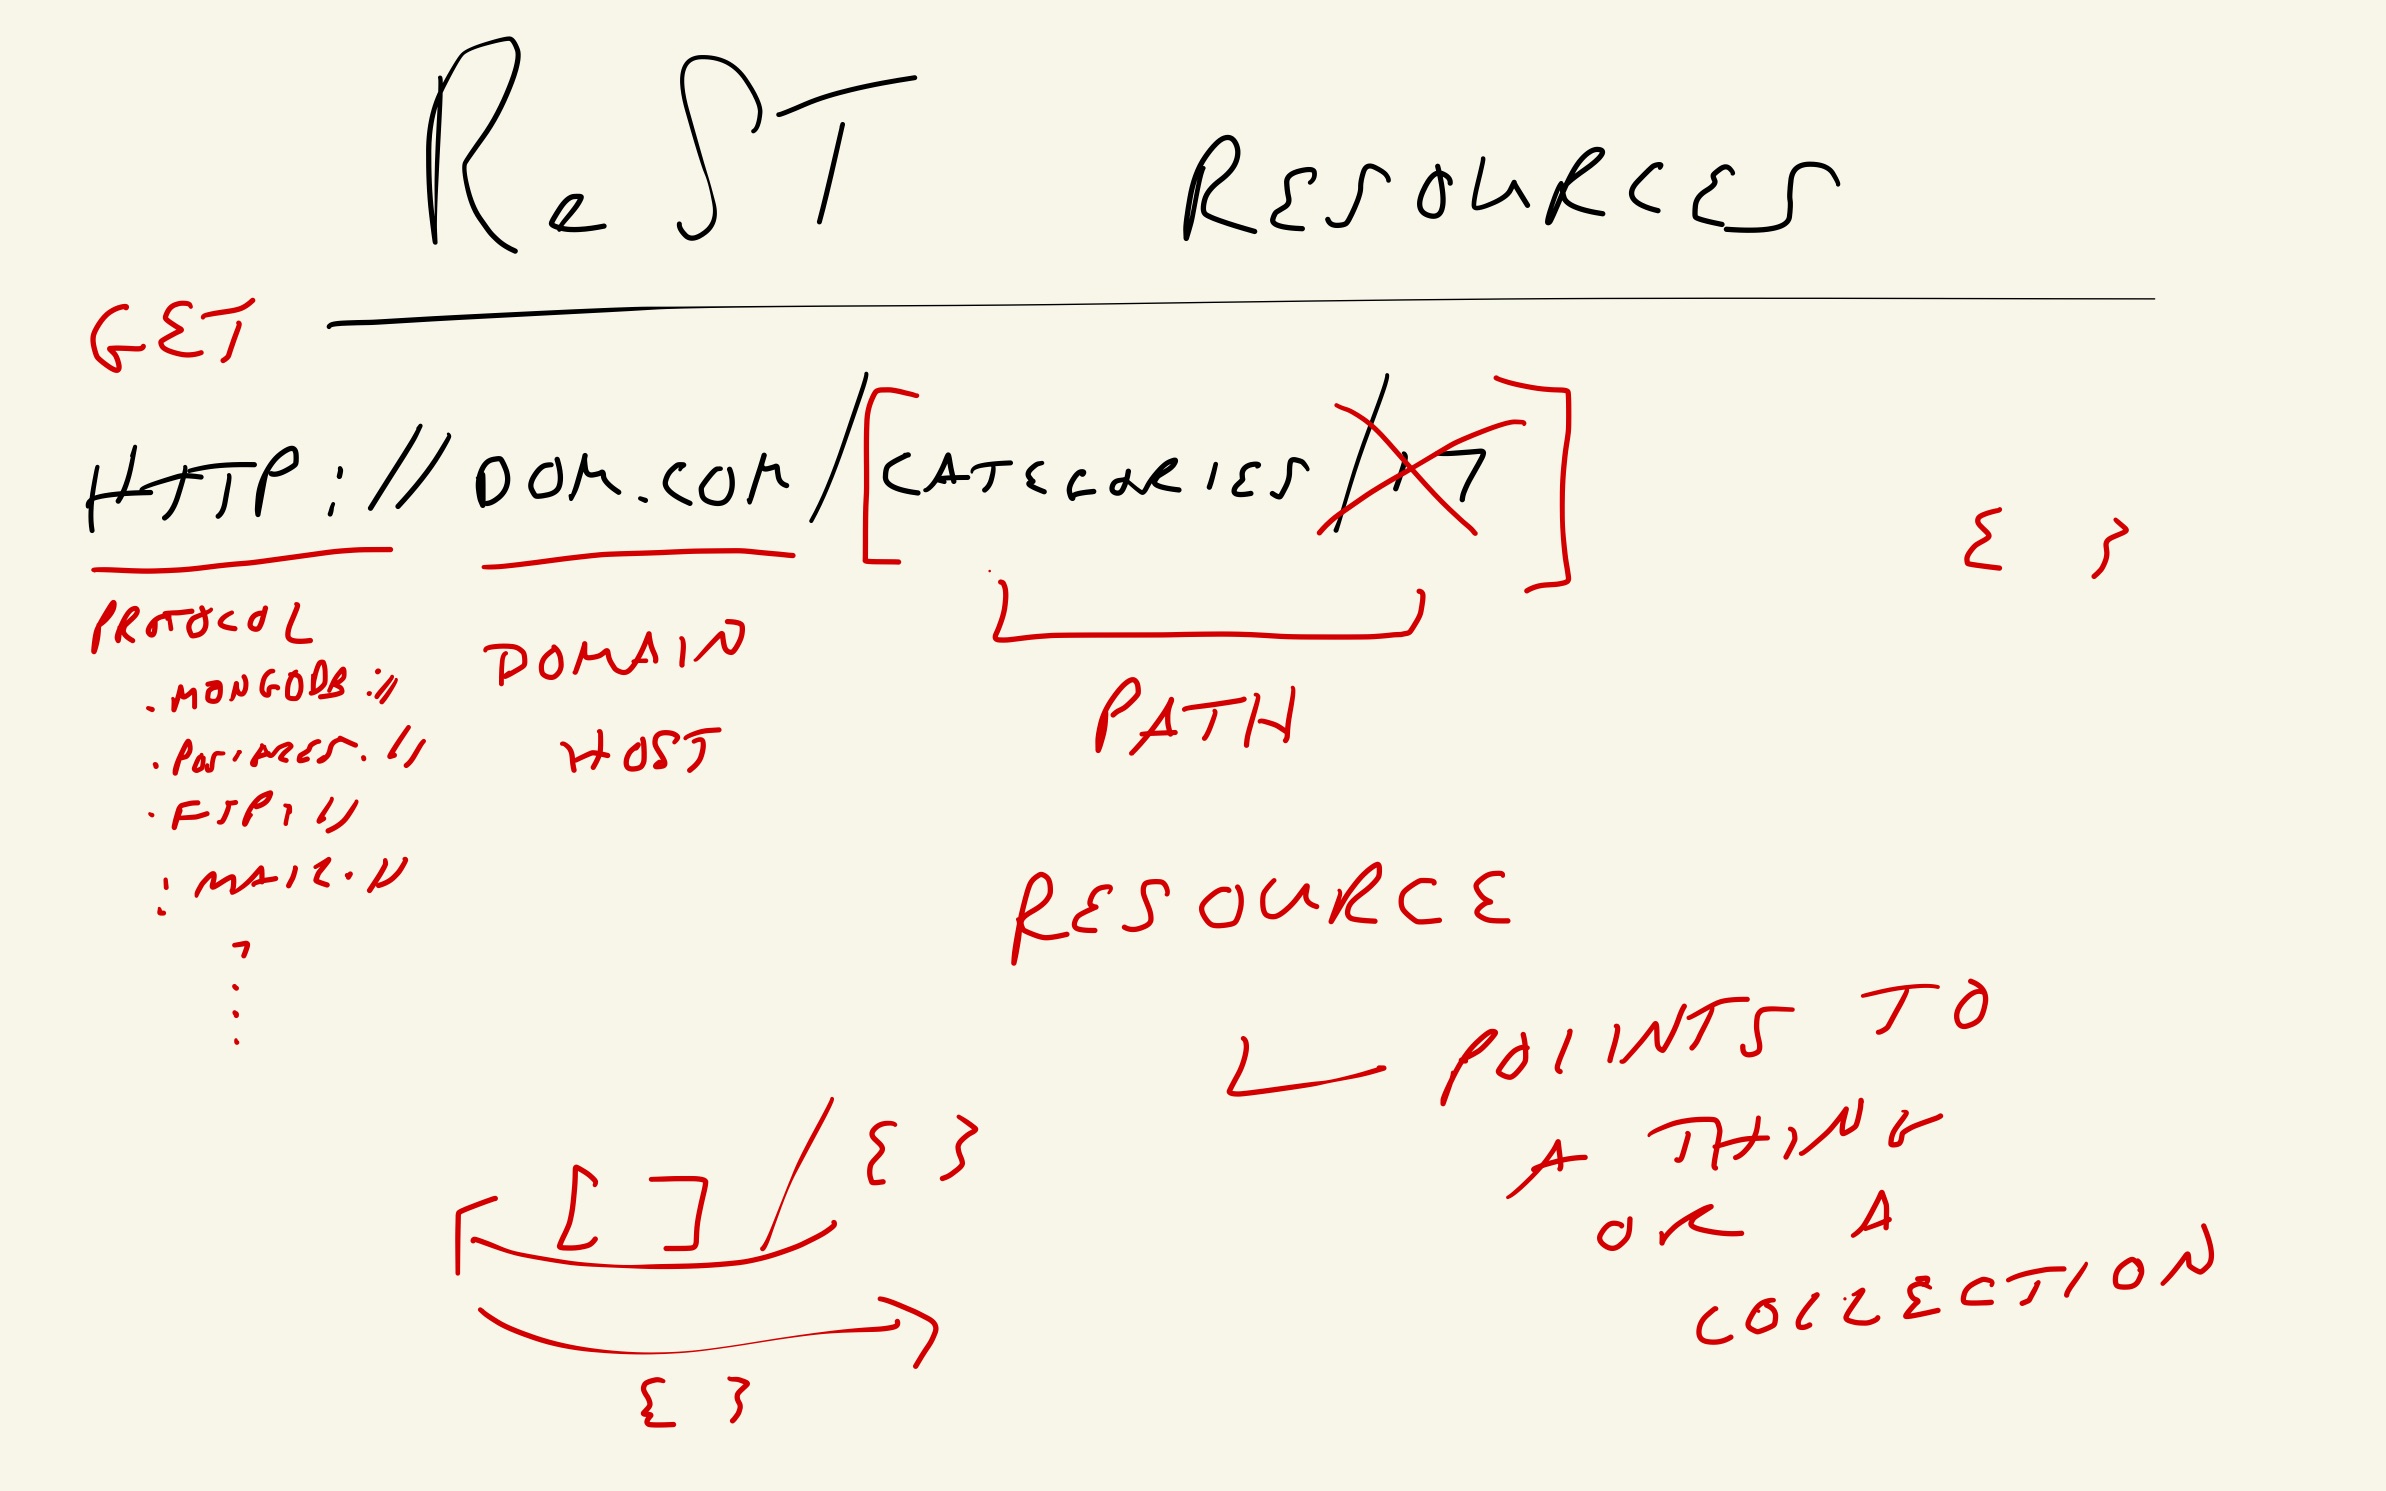 ReST RESOURCES
GET
HTTP://DOM.COM/[CATEGORIES/17]
{ }
PROTOCOL
DOMAIN
. MONGODB://
HOST
PATH
. POSTGRES://
. FTP://
. MAIL://
RESOURCE
POINTS TO
A THING
OR A
COLLECTION
[ ] / { }
{ }